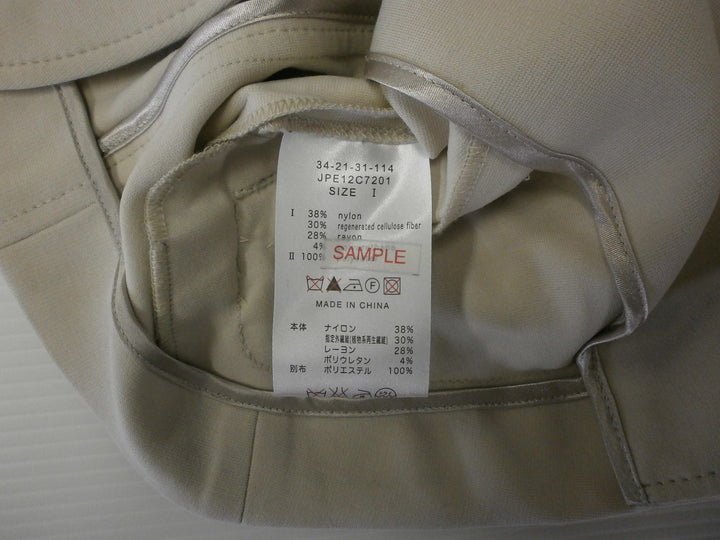 34-21-31-114
JPE12C7201
SIZE I
I 38% nylon
30% regenerated cellulose fiber
28% rayon
4%
II 100%
SAMPLE
F
MADE IN CHINA
本体 ナイロン 38%
指定外繊維(植物系再生繊維) 30%
レーヨン 28%
ポリウレタン 4%
別布 ポリエステル 100%